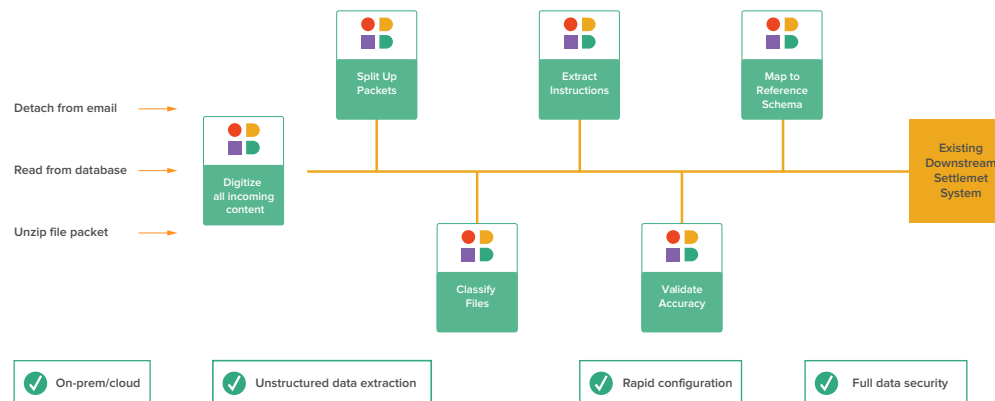 Split Up
Packets
Extract
Instructions
Map to
Reference
Schema
Detach from email
Read from database
Unzip file packet
Digitize
all incoming
content
Existing
Downstream
Settlemet
System
Classify
Files
Validate
Accuracy
On-prem/cloud
Unstructured data extraction
Rapid configuration
Full data security